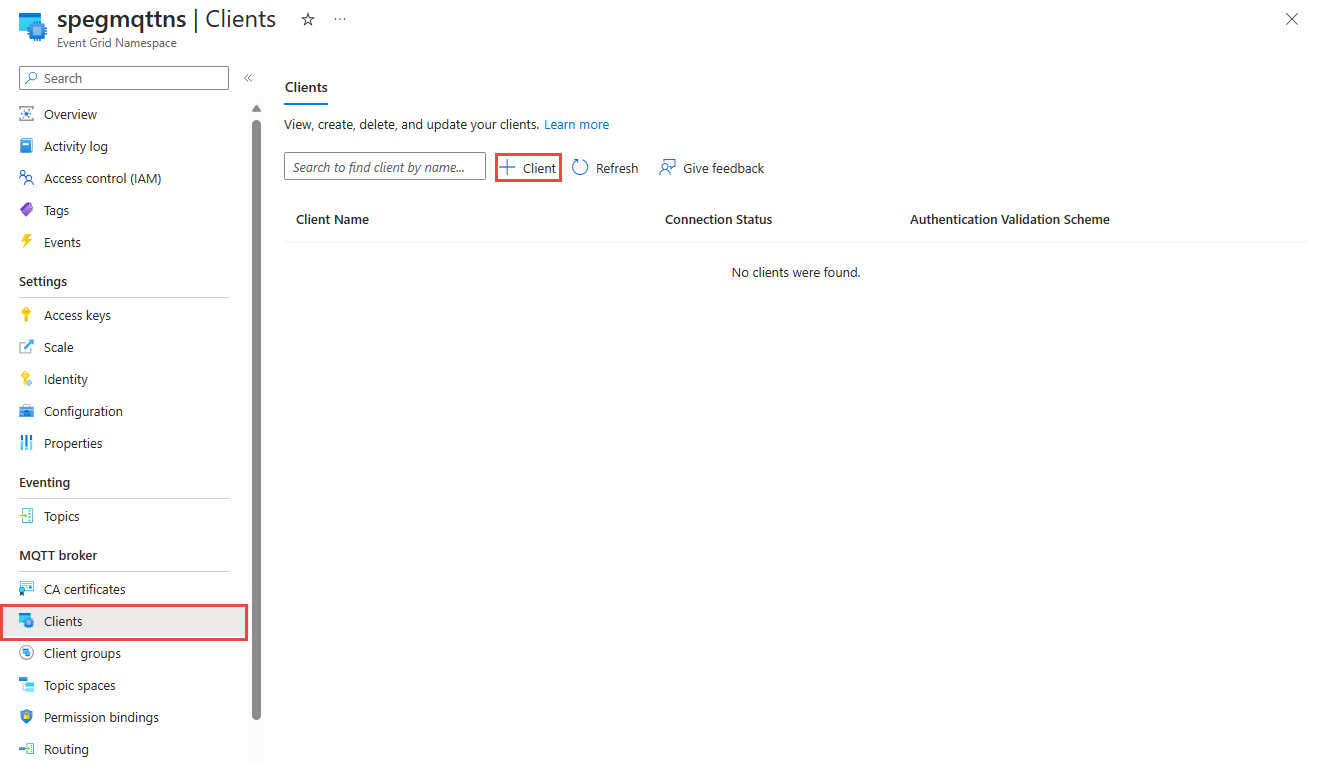 spegmqttns | Clients
Event Grid Namespace
Search
Overview
Activity log
Access control (IAM)
Tags
Events
Settings
Access keys
Scale
Identity
Configuration
Properties
Eventing
Topics
MQTT broker
CA certificates
Clients
Client groups
Topic spaces
Permission bindings
Routing
Clients
View, create, delete, and update your clients. Learn more
Search to find client by name... Client Refresh Give feedback
Client Name Connection Status Authentication Validation Scheme
No clients were found.